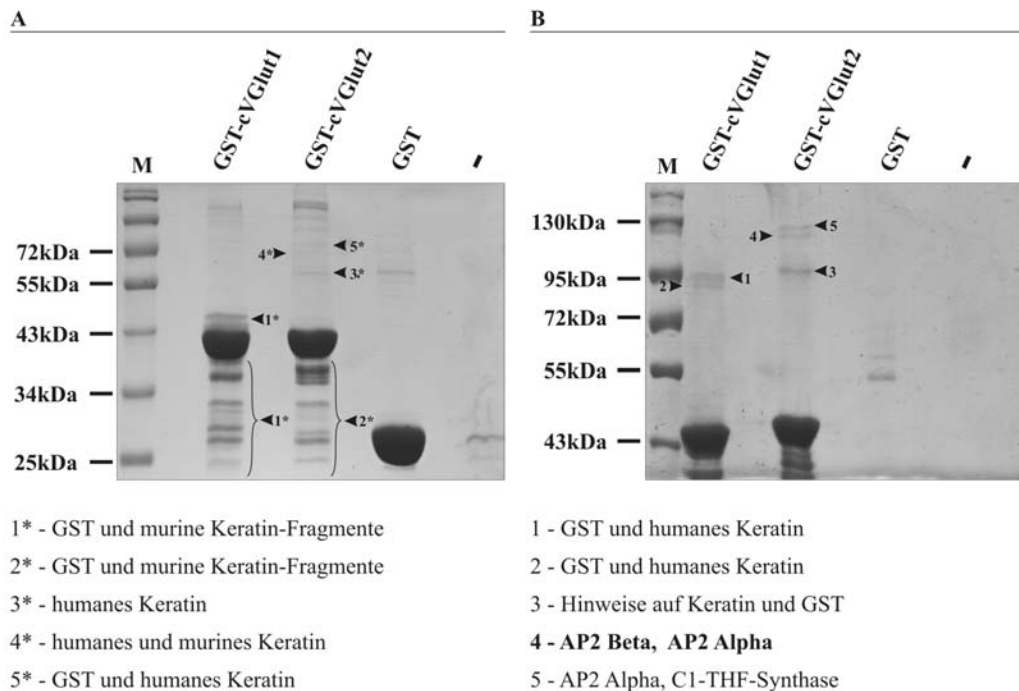 A
GST-cVGlut1
GST-cVGlut2
GST
-
M
72kDa
55kDa
43kDa
34kDa
25kDa
4*
5*
3*
1*
1*
2*
1* - GST und murine Keratin-Fragmente
2* - GST und murine Keratin-Fragmente
3* - humanes Keratin
4* - humanes und murines Keratin
5* - GST und humanes Keratin
B
GST-cVGlut1
GST-cVGlut2
GST
-
M
130kDa
95kDa
72kDa
55kDa
43kDa
5
4
3
1
2
1 - GST und humanes Keratin
2 - GST und humanes Keratin
3 - Hinweise auf Keratin und GST
4 - AP2 Beta, AP2 Alpha
5 - AP2 Alpha, C1-THF-Synthase